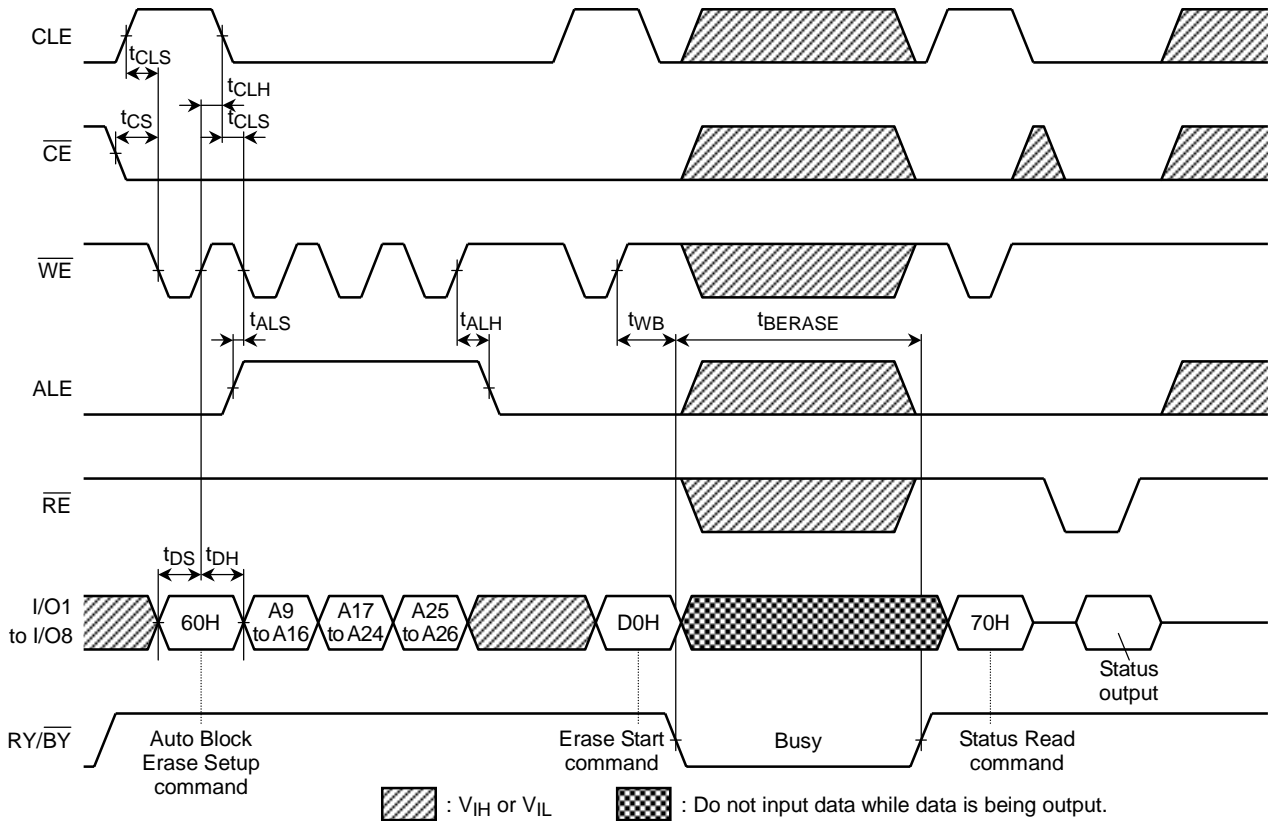 CLE
tCLS
tCLH
tCS
tCLS
CE
WE
tALS
tALH
tWB
tBERASE
ALE
RE
tDS
tDH
I/O1
to I/O8
60H
A9
to A16
A17
to A24
A25
to A26
D0H
70H
Status
output
RY/BY
Auto Block
Erase Setup
command
Erase Start
command
Busy
Status Read
command
: VIH or VIL
: Do not input data while data is being output.